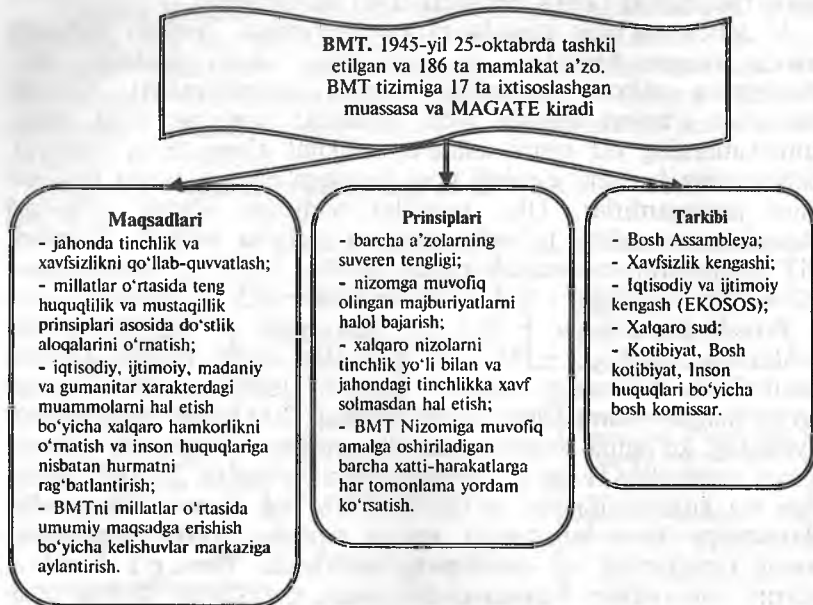 BMT. 1945-yil 25-oktabrda tashkil
etilgan va 186 ta mamlakat a’zo.
BMT tizimiga 17 ta ixtisoslashgan
muassasa va MAGATE kiradi
Maqsadlari
- jahonda tinchlik va
xavfsizlikni qo‘llab-quvvatlash;
- millatlar o‘rtasida teng
huquqlilik va mustaqillik
prinsiplari asosida do‘stlik
aloqalarini o‘rnatish;
- iqtisodiy, ijtimoiy, madaniy
va gumanitar xarakterdagi
muammolarni hal etish
bo‘yicha xalqaro hamkorlikni
o‘rnatish va inson huquqlariga
nisbatan hurmatni
rag‘batlantirish;
- BMTni millatlar o‘rtasida
umumiy maqsadga erishish
bo‘yicha kelishuvlar markaziga
aylantirish.
Prinsiplari
- barcha a’zolarning
suveren tengligi;
- nizomga muvofiq
olingan majburiyatlarni
halol bajarish;
- xalqaro nizolarni
tinchlik yo‘li bilan va
jahondagi tinchlikka xavf
solmasdan hal etish;
- BMT Nizomiga muvofiq
amalga oshiriladigan
barcha xatti-harakatlarga
har tomonlama yordam
ko‘rsatish.
Tarkibi
- Bosh Assambleya;
- Xavfsizlik kengashi;
- Iqtisodiy va ijtimoiy
kengash (EKOSOS);
- Xalqaro sud;
- Kotibiyat, Bosh
kotibiyat, Inson
huquqlari bo‘yicha
bosh komissar.